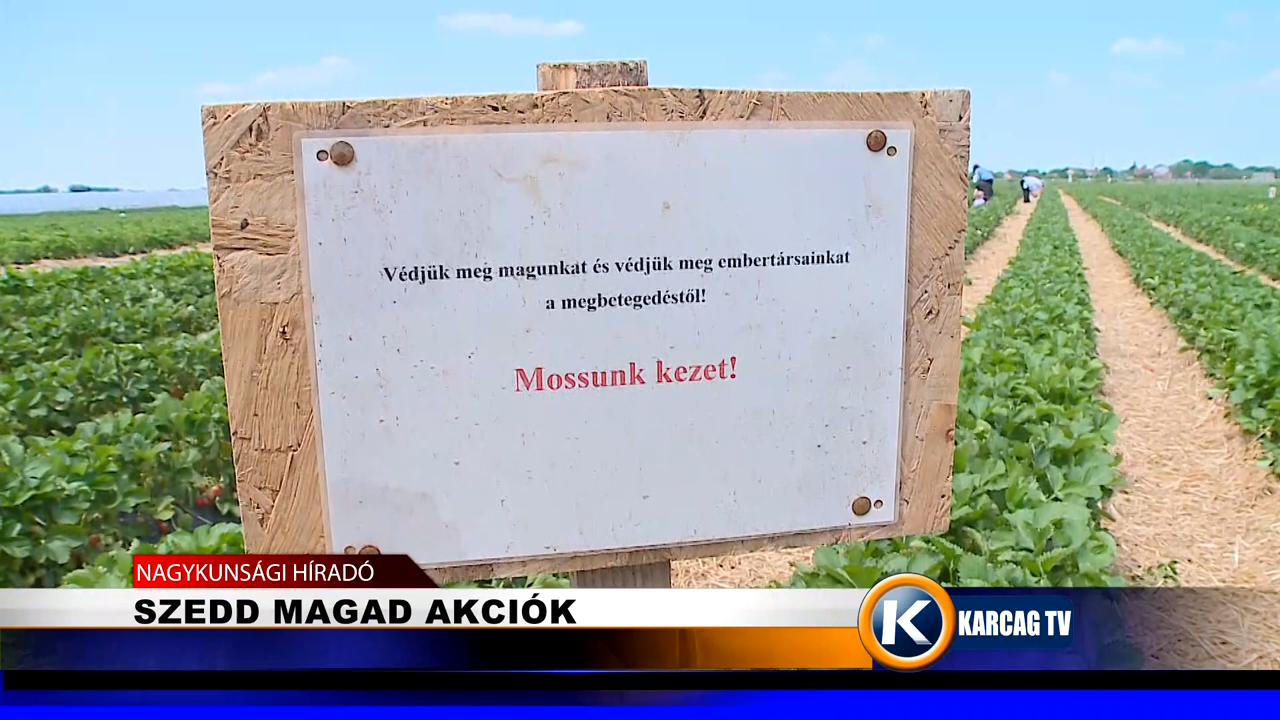 Védjük meg magunkat és védjük meg embertársainkat
a megbetegedéstől!
Mossunk kezet!
NAGYKUNSÁGI HÍRADÓ
SZEDD MAGAD AKCIÓK
K KARCAG TV